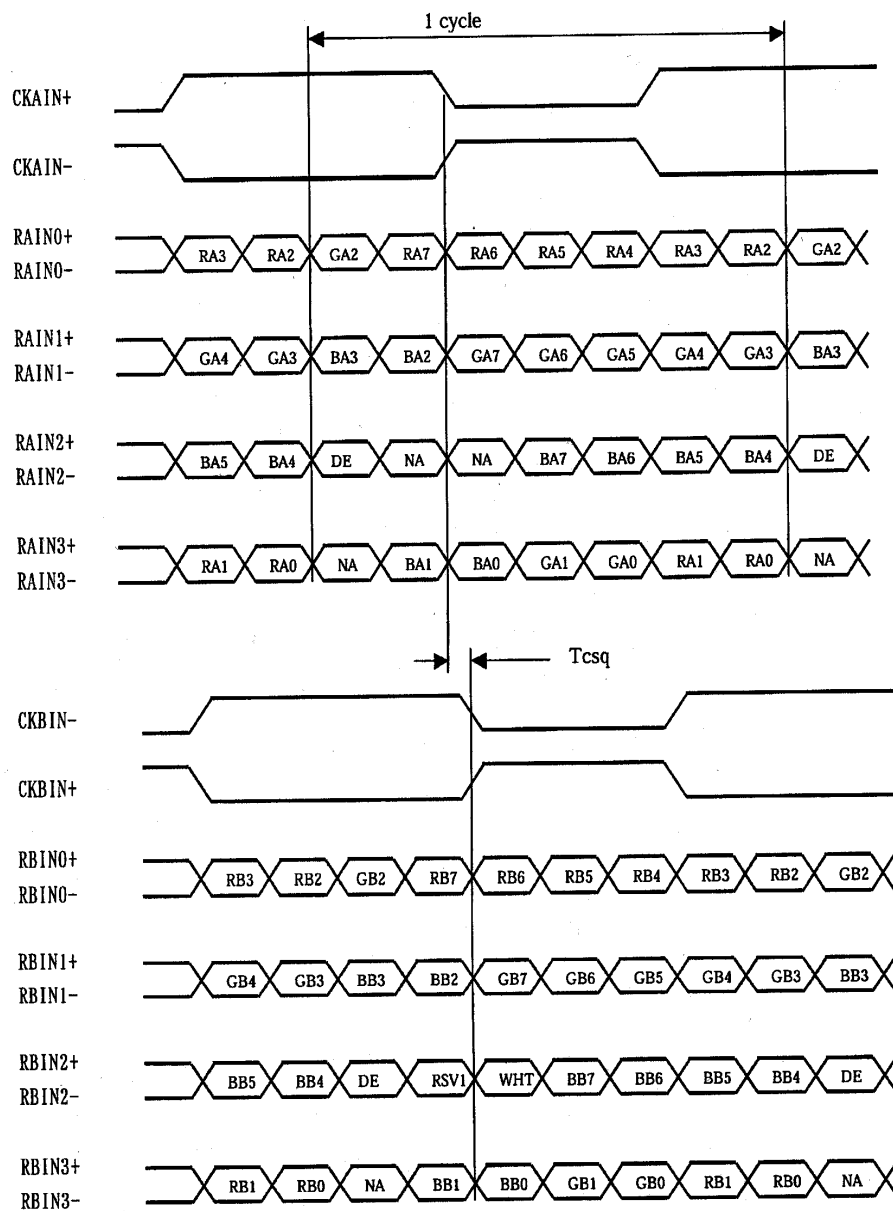 1 cycle
CKAIN+
CKAIN-
RAIN0+
RA3 RA2 GA2 RA7 RA6 RA5 RA4 RA3 RA2 GA2
RAIN0-
RAIN1+
GA4 GA3 BA3 BA2 GA7 GA6 GA5 GA4 GA3 BA3
RAIN1-
RAIN2+
BA5 BA4 DE NA NA BA7 BA6 BA5 BA4 DE
RAIN2-
RAIN3+
RA1 RA0 NA BA1 BA0 GA1 GA0 RA1 RA0 NA
RAIN3-
Tcsq
CKBIN-
CKBIN+
RBIN0+
RB3 RB2 GB2 RB7 RB6 RB5 RB4 RB3 RB2 GB2
RBIN0-
RBIN1+
GB4 GB3 BB3 BB2 GB7 GB6 GB5 GB4 GB3 BB3
RBIN1-
RBIN2+
BB5 BB4 DE RSV1 WHT BB7 BB6 BB5 BB4 DE
RBIN2-
RBIN3+
RB1 RB0 NA BB1 BB0 GB1 GB0 RB1 RB0 NA
RBIN3-